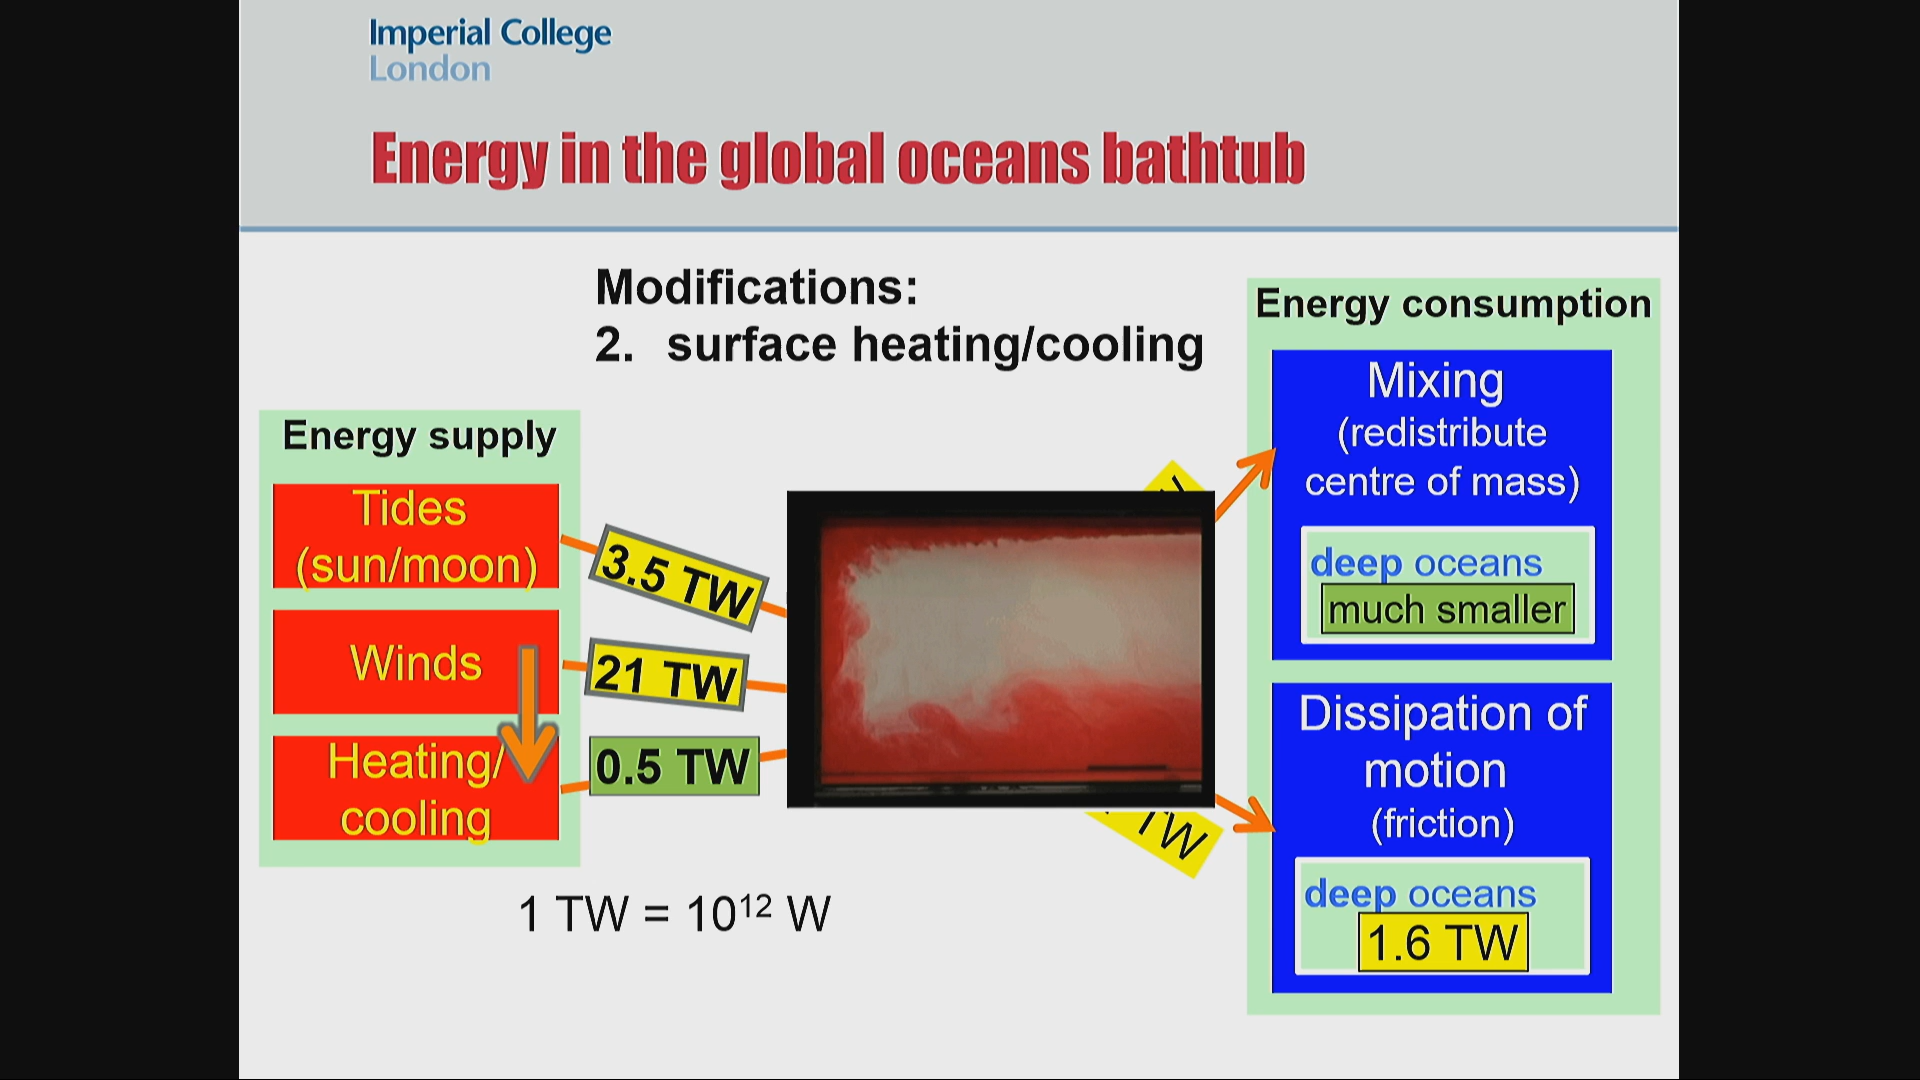 Imperial College
London
Energy in the global oceans bathtub
Modifications:
2. surface heating/cooling
Energy supply
Tides
(sun/moon)
Winds
Heating/
cooling
3.5 TW
21 TW
0.5 TW
1 TW = 10¹² W
TW
Energy consumption
Mixing
(redistribute
centre of mass)
deep oceans
much smaller
Dissipation of
motion
(friction)
deep oceans
1.6 TW